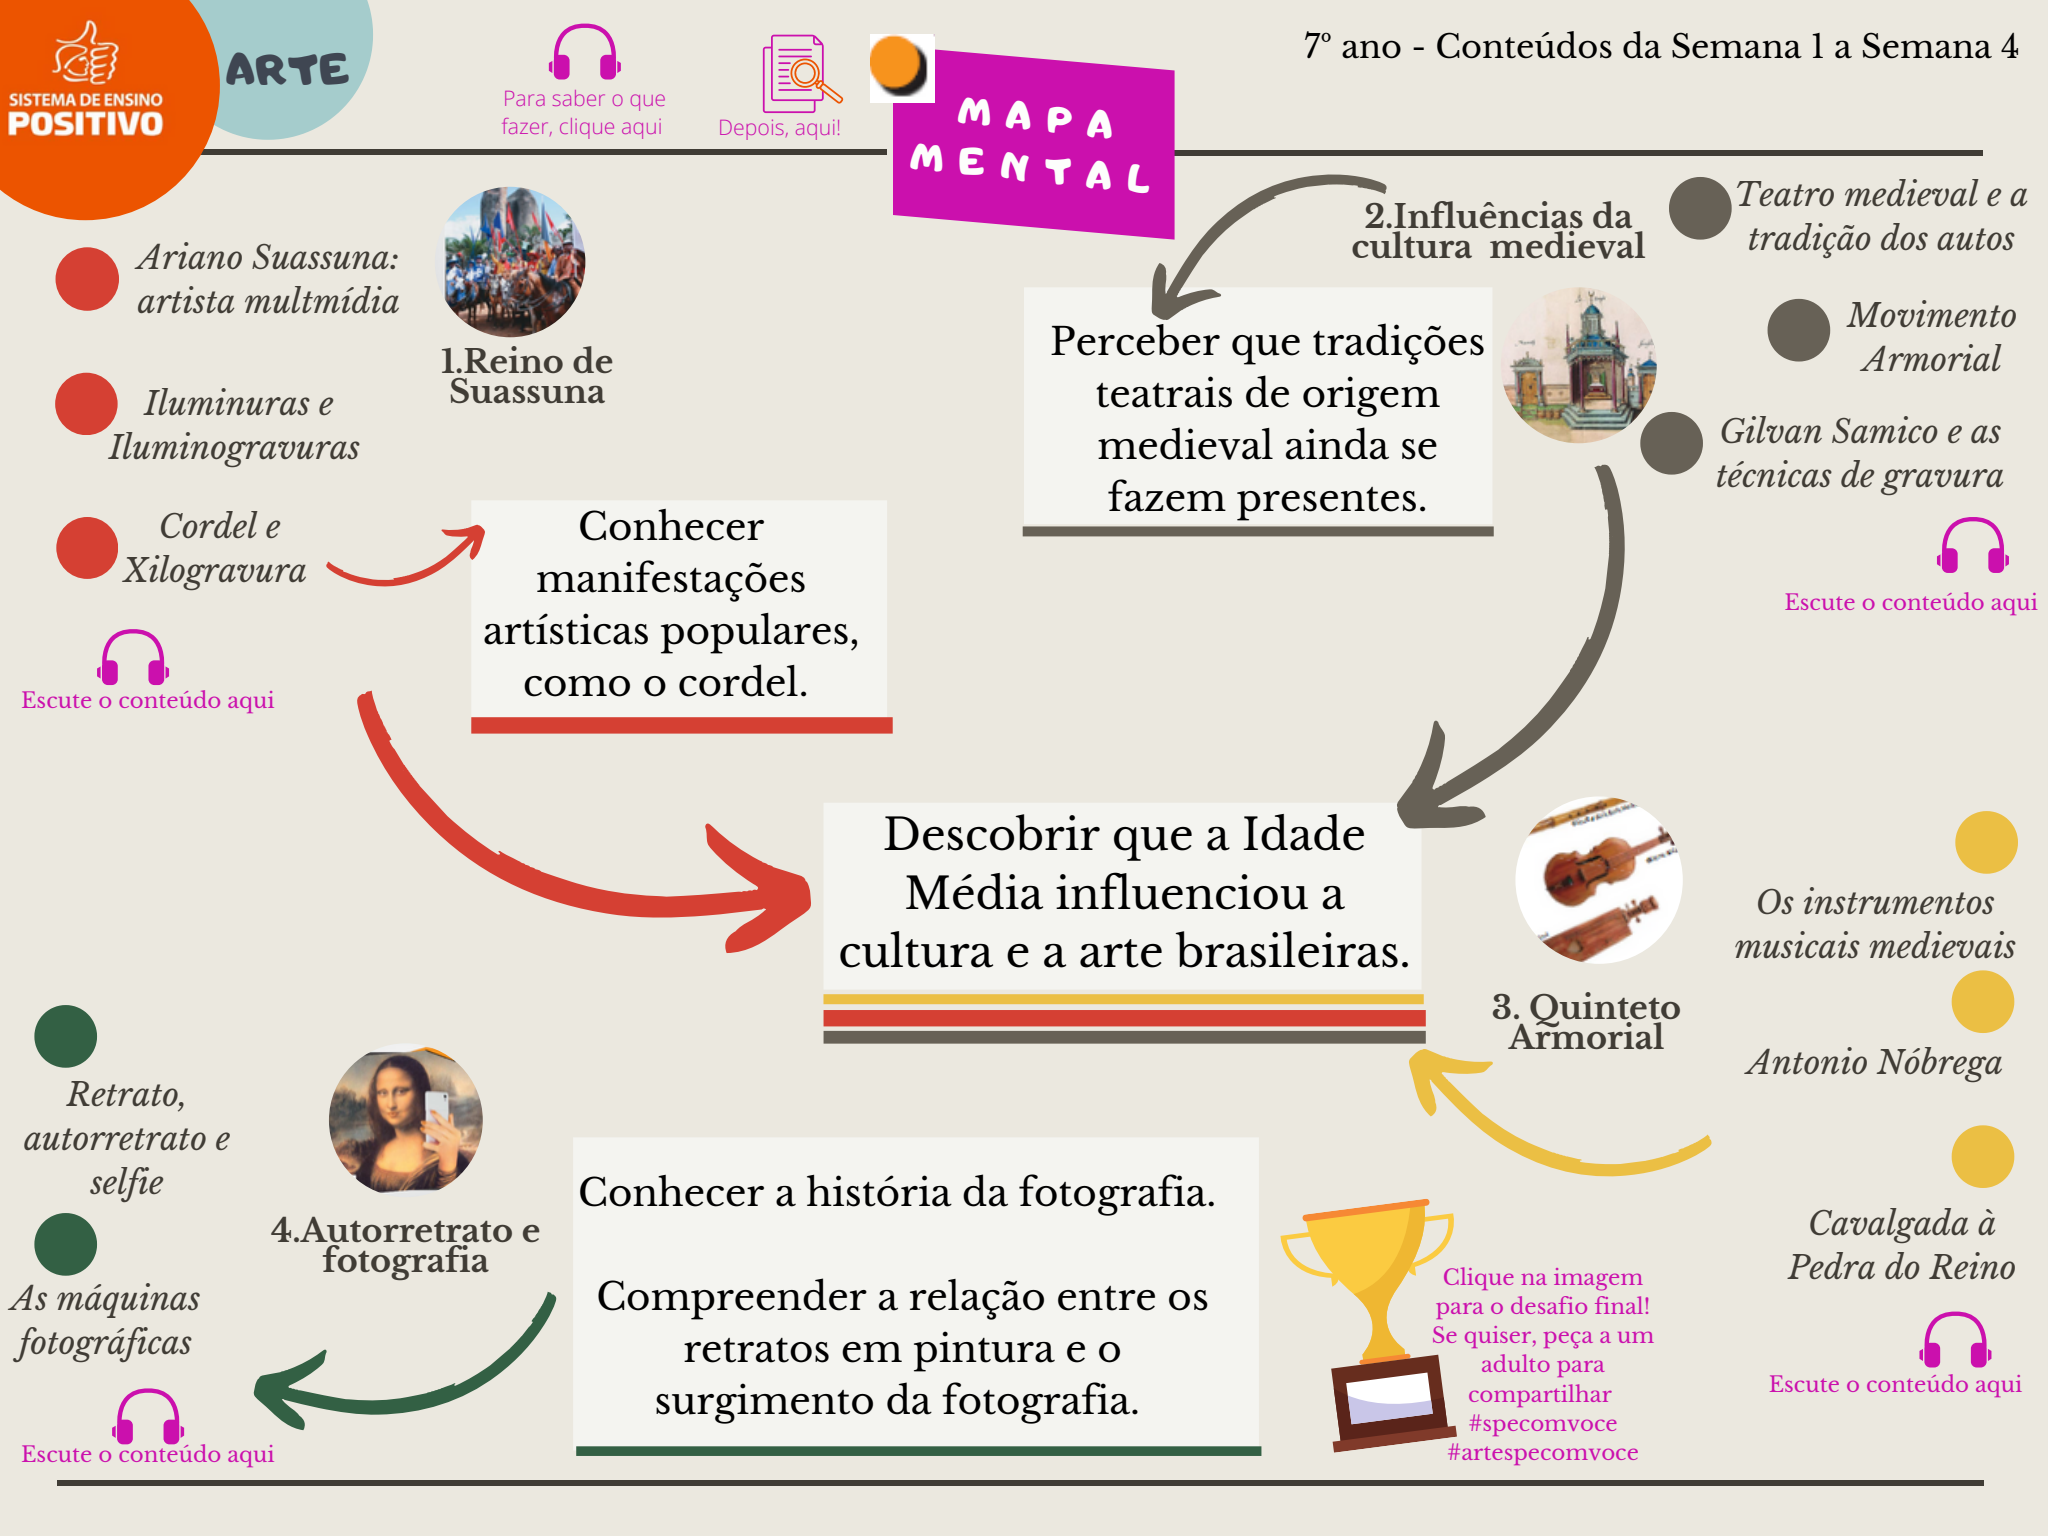 SISTEMA DE ENSINO
POSITIVO
ARTE
Para saber o que
fazer, clique aqui
Depois, aqui!
MAPA
MENTAL
7º ano - Conteúdos da Semana 1 a Semana 4
Ariano Suassuna:
artista multmídia
Iluminuras e
Iluminogravuras
Cordel e
Xilogravura
Escute o conteúdo aqui
1.Reino de
Suassuna
Conhecer
manifestações
artísticas populares,
como o cordel.
2.Influências da
cultura medieval
Perceber que tradições
teatrais de origem
medieval ainda se
fazem presentes.
Teatro medieval e a
tradição dos autos
Movimento
Armorial
Gilvan Samico e as
técnicas de gravura
Escute o conteúdo aqui
Descobrir que a Idade
Média influenciou a
cultura e a arte brasileiras.
3. Quinteto
Armorial
Os instrumentos
musicais medievais
Antonio Nóbrega
Cavalgada à
Pedra do Reino
Escute o conteúdo aqui
Retrato,
autorretrato e
selfie
As máquinas
fotográficas
Escute o conteúdo aqui
4.Autorretrato e
fotografia
Conhecer a história da fotografia.
Compreender a relação entre os
retratos em pintura e o
surgimento da fotografia.
Clique na imagem
para o desafio final!
Se quiser, peça a um
adulto para
compartilhar
#specomvoce
#artespecomvoce